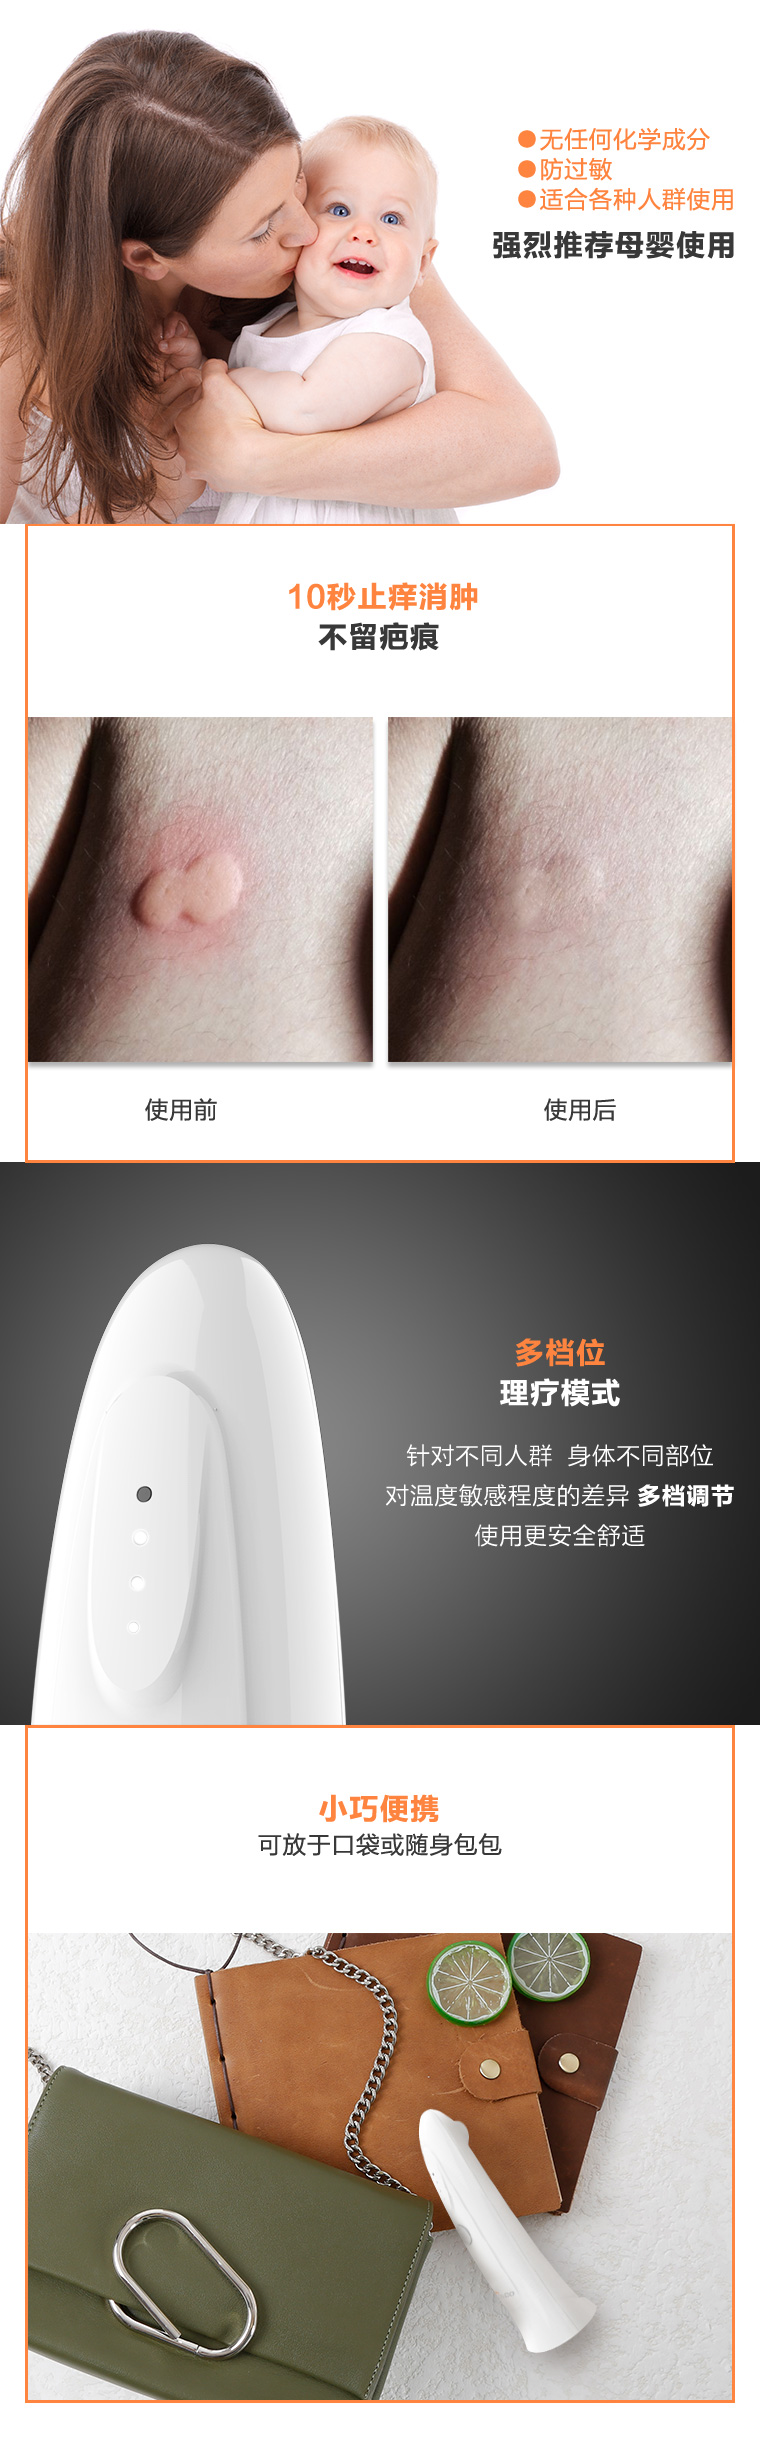 ●无任何化学成分
●防过敏
●适合各种人群使用
强烈推荐母婴使用
10秒止痒消肿
不留疤痕
使用前
使用后
多档位
理疗模式
针对不同人群 身体不同部位
对温度敏感程度的差异 多档调节
使用更安全舒适
小巧便携
可放于口袋或随身包包